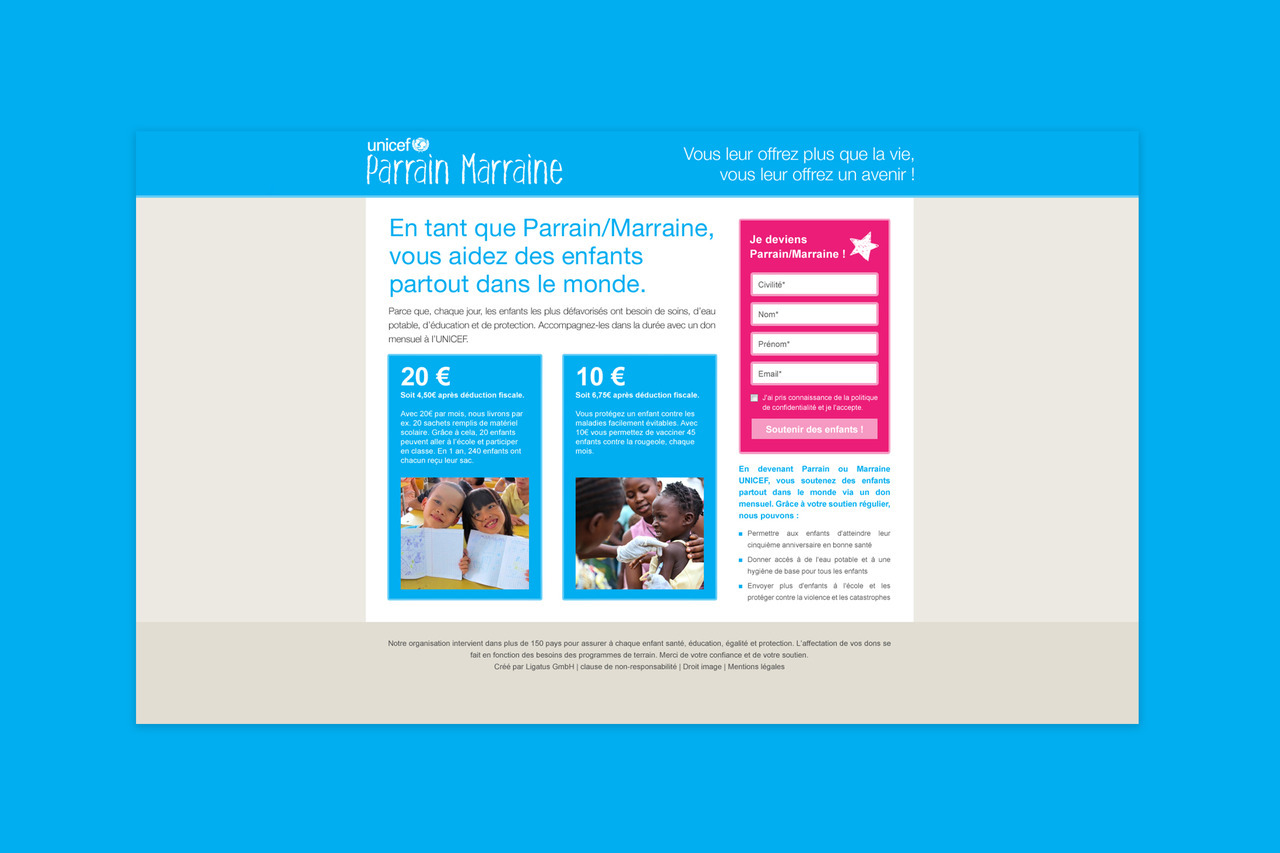 unicef
Parrain Marraine
Vous leur offrez plus que la vie,
vous leur offrez un avenir !
En tant que Parrain/Marraine,
vous aidez des enfants
partout dans le monde.
Parce que, chaque jour, les enfants les plus défavorisés ont besoin de soins, d'eau
potable, d'éducation et de protection. Accompagnez-les dans la durée avec un don
mensuel à l'UNICEF.
20 €
Soit 4,50€ après déduction fiscale.
Avec 20€ par mois, nous livrons par
ex. 20 sachets remplis de matériel
scolaire. Grâce à cela, 20 enfants
peuvent aller à l'école et participer
en classe. En 1 an, 240 enfants ont
chacun reçu leur sac.
10 €
Soit 6,75€ après déduction fiscale.
Vous protégez un enfant contre les
maladies facilement évitables. Avec
10€ vous permettez de vacciner 45
enfants contre la rougeole, chaque
mois.
Je deviens
Parrain/Marraine !
Civilité*
Nom*
Prénom*
Email*
J'ai pris connaissance de la politique
de confidentialité et je l'accepte.
Soutenir des enfants !
En devenant Parrain ou Marraine
UNICEF, vous soutenez des enfants
partout dans le monde via un don
mensuel. Grâce à votre soutien régulier,
nous pouvons :
Permettre aux enfants d'atteindre leur
cinquième anniversaire en bonne santé
Donner accès à de l'eau potable et à une
hygiène de base pour tous les enfants
Envoyer plus d'enfants à l'école et les
protéger contre la violence et les catastrophes
Notre organisation intervient dans plus de 150 pays pour assurer à chaque enfant santé, éducation, égalité et protection. L'affectation de vos dons se
fait en fonction des besoins des programmes de terrain. Merci de votre confiance et de votre soutien.
Créé par Ligatus GmbH | clause de non-responsabilité | Droit image | Mentions légales